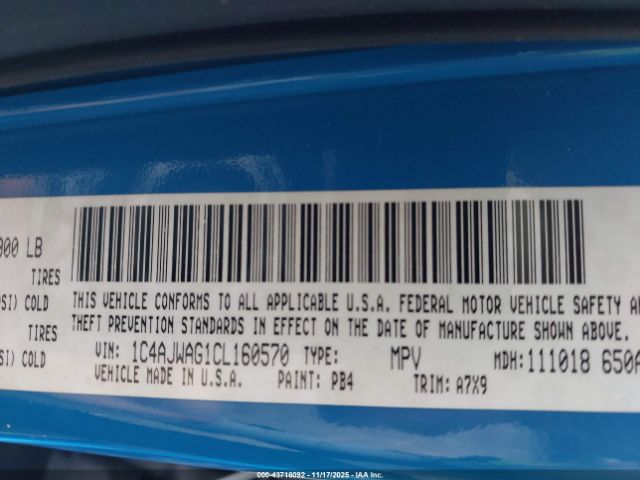 000 LB
TIRES
PSI) COLD
TIRES
SI) COLD
THIS VEHICLE CONFORMS TO ALL APPLICABLE U.S.A. FEDERAL MOTOR VEHICLE SAFETY A
THEFT PREVENTION STANDARDS IN EFFECT ON THE DATE OF MANUFACTURE SHOWN ABOVE.
VIN: 1C4AJWAG1CL160570 TYPE: MPV MDH:111018 650A
VEHICLE MADE IN U.S.A. PAINT: PB4 TRIM: A7X9
000-43716092 - 11/17/2025 - IAA Inc.